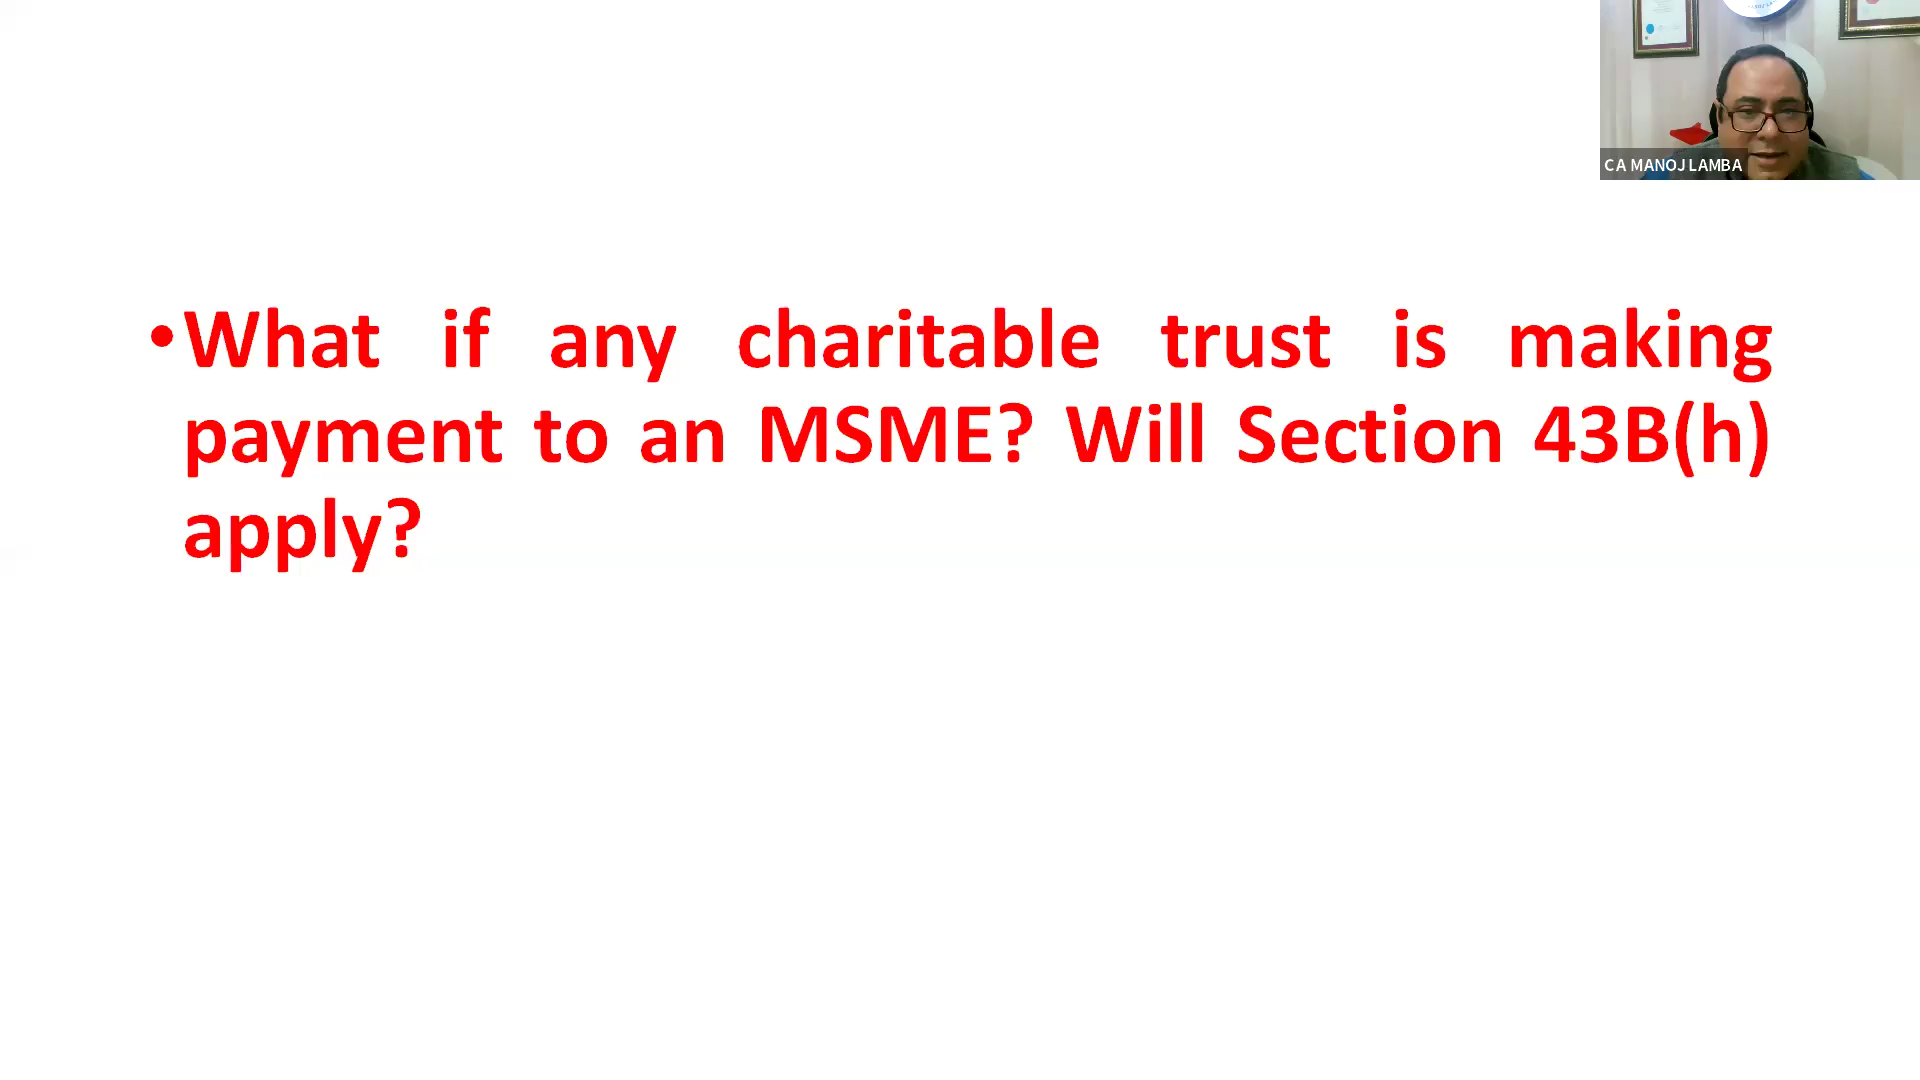 CA MANOJ LAMBA
•What if any charitable trust is making
payment to an MSME? Will Section 43B(h)
apply?